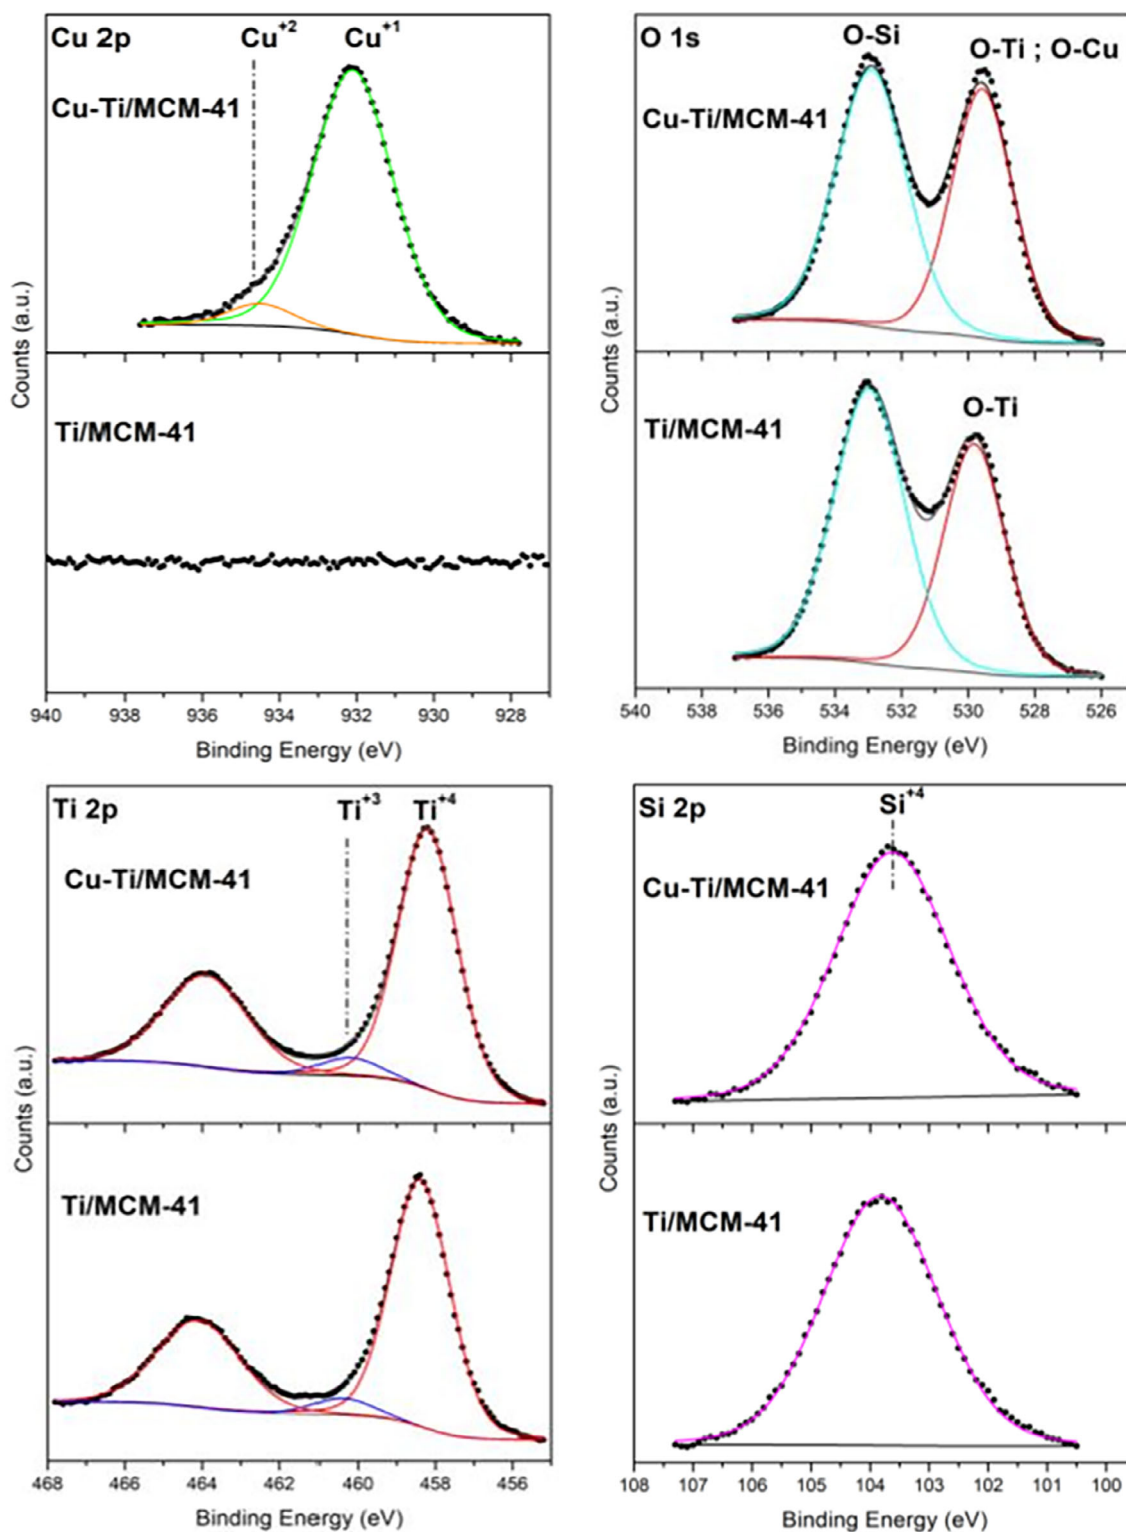 Cu 2p
Cu+2
Cu+1
Cu-Ti/MCM-41
Ti/MCM-41
Counts (a.u.)
940 938 936 934 932 930 928
Binding Energy (eV)
O 1s
O-Si
O-Ti ; O-Cu
Cu-Ti/MCM-41
O-Ti
Ti/MCM-41
Counts (a.u.)
540 538 536 534 532 530 528 526
Binding Energy (eV)
Ti 2p
Ti+3
Ti+4
Cu-Ti/MCM-41
Ti/MCM-41
Counts (a.u.)
468 466 464 462 460 458 456
Binding Energy (eV)
Si 2p
Si+4
Cu-Ti/MCM-41
Ti/MCM-41
Counts (a.u.)
108 107 106 105 104 103 102 101 100
Binding Energy (eV)